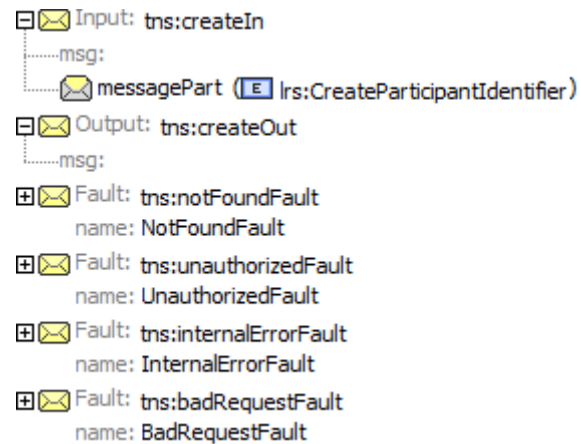 Input: tns:createIn
msg:
messagePart (E lrs:CreateParticipantIdentifier)
Output: tns:createOut
msg:
Fault: tns:notFoundFault
name: NotFoundFault
Fault: tns:unauthorizedFault
name: UnauthorizedFault
Fault: tns:internalErrorFault
name: InternalErrorFault
Fault: tns:badRequestFault
name: BadRequestFault